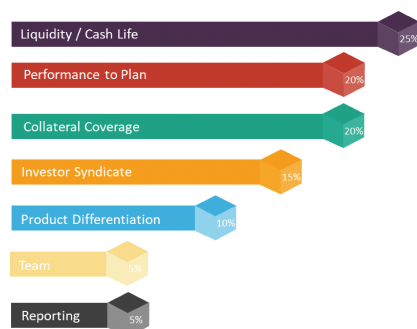 Liquidity / Cash Life 25%
Performance to Plan 20%
Collateral Coverage 20%
Investor Syndicate 15%
Product Differentiation 10%
Team 5%
Reporting 5%